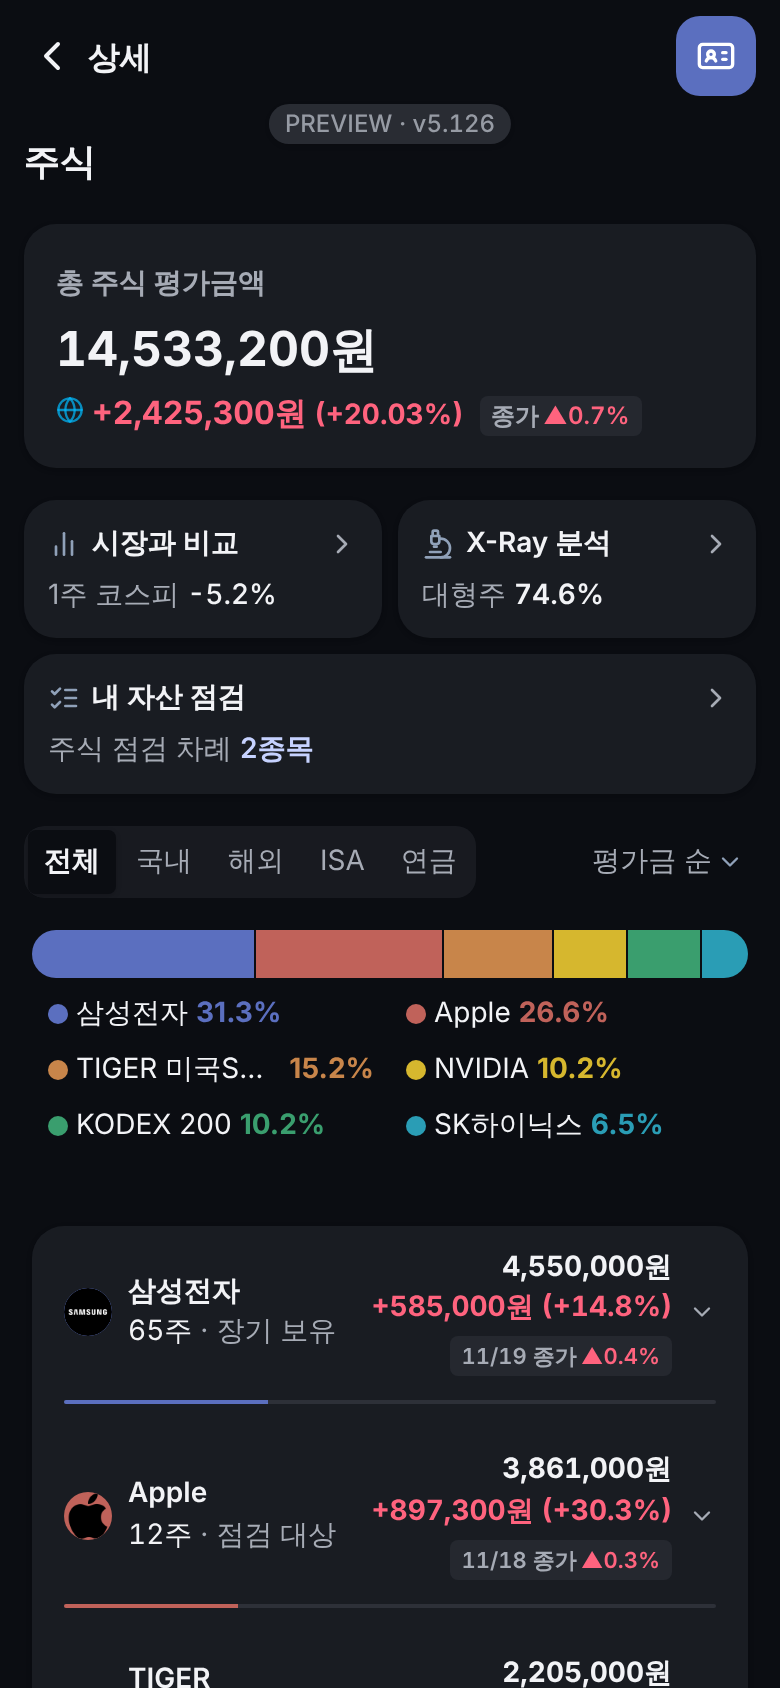 상세
PREVIEW · v5.126
주식
총 주식 평가금액
14,533,200원
+2,425,300원 (+20.03%) 종가 ▲0.7%
시장과 비교
1주 코스피 -5.2%
X-Ray 분석
대형주 74.6%
내 자산 점검
주식 점검 차례 2종목
전체 국내 해외 ISA 연금 평가금 순
삼성전자 31.3% Apple 26.6%
TIGER 미국S... 15.2% NVIDIA 10.2%
KODEX 200 10.2% SK하이닉스 6.5%
SAMSUNG
삼성전자
65주 · 장기 보유
4,550,000원
+585,000원 (+14.8%)
11/19 종가 ▲0.4%
Apple
12주 · 점검 대상
3,861,000원
+897,300원 (+30.3%)
11/18 종가 ▲0.3%
TIGER
2,205,000원